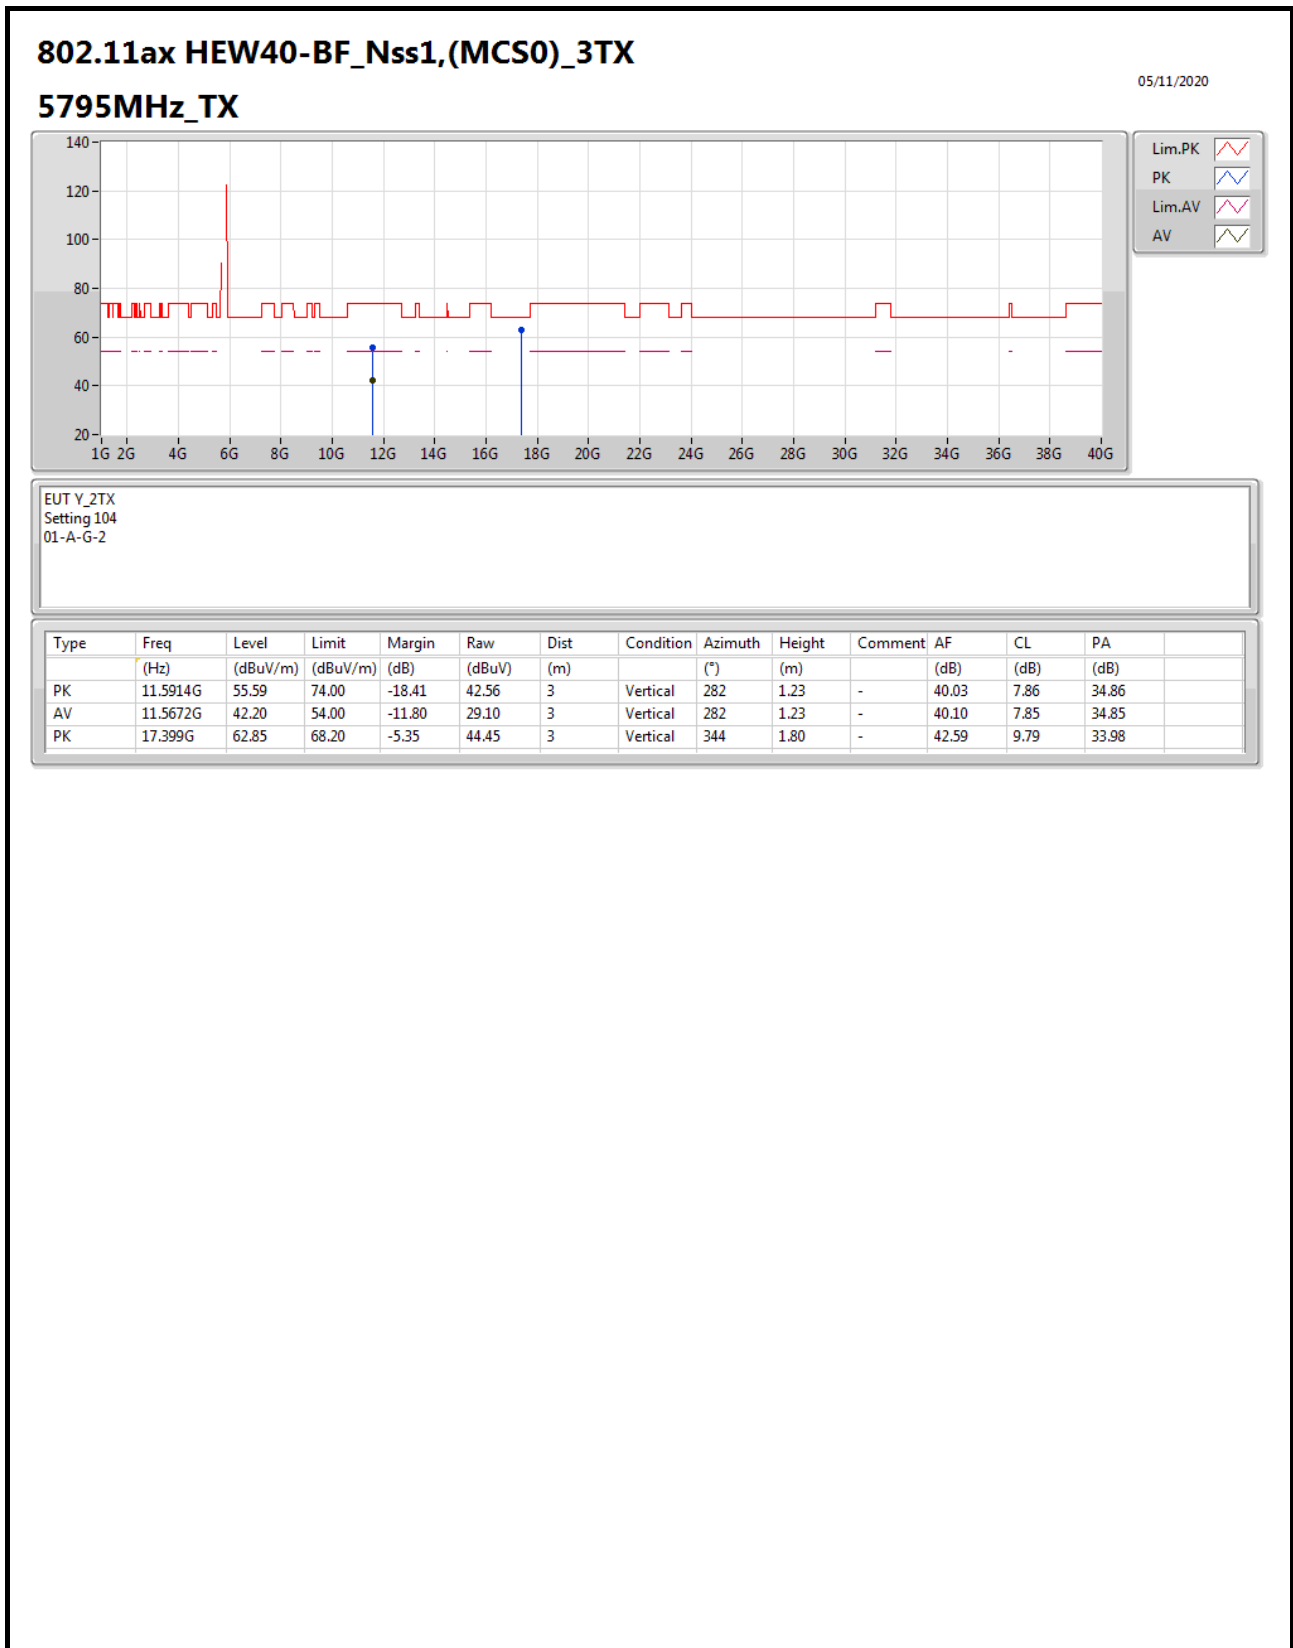 802.11ax HEW40-BF_Nss1,(MCS0)_3TX
05/11/2020
5795MHz_TX
140
120
100
80
60
40
20
1G 2G 4G 6G 8G 10G 12G 14G 16G 18G 20G 22G 24G 26G 28G 30G 32G 34G 36G 38G 40G
Lim.PK
PK
Lim.AV
AV
EUT Y_2TX
Setting 104
01-A-G-2
Type Freq Level Limit Margin Raw Dist Condition Azimuth Height Comment AF CL PA
(Hz) (dBuV/m) (dBuV/m) (dB) (dBuV) (m) (°) (m) (dB) (dB) (dB)
PK 11.5914G 55.59 74.00 -18.41 42.56 3 Vertical 282 1.23 - 40.03 7.86 34.86
AV 11.5672G 42.20 54.00 -11.80 29.10 3 Vertical 282 1.23 - 40.10 7.85 34.85
PK 17.399G 62.85 68.20 -5.35 44.45 3 Vertical 344 1.80 - 42.59 9.79 33.98